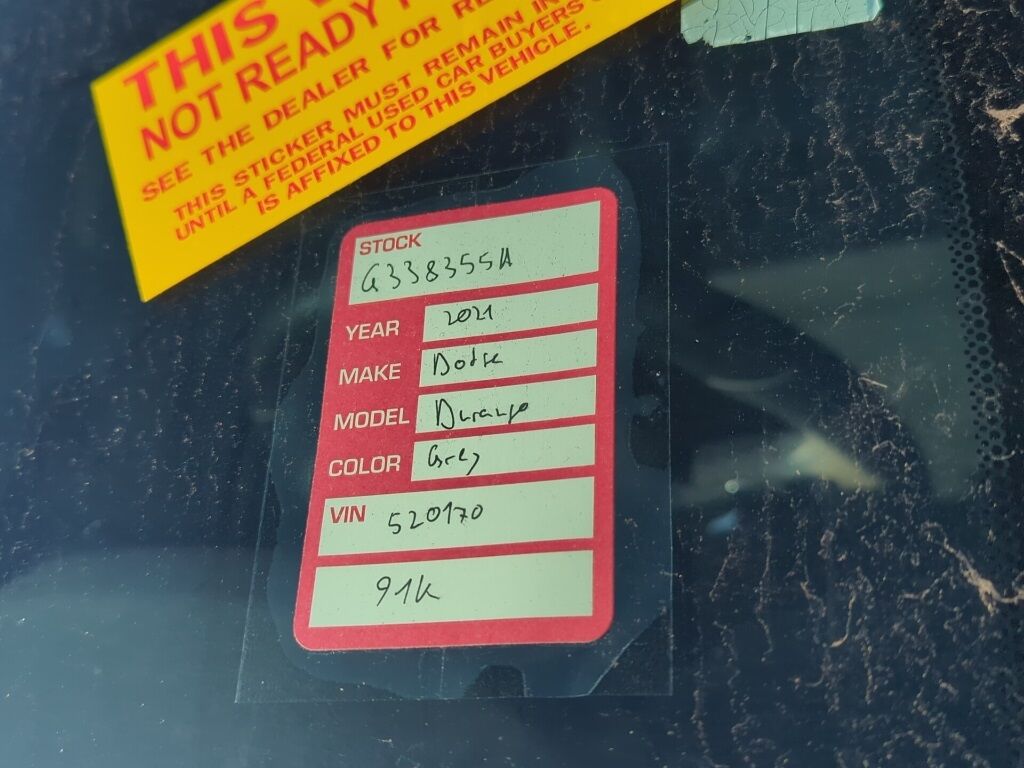 THIS
NOT READY
SEE THE DEALER FOR
THIS STICKER MUST REMAIN IN
UNTIL A FEDERAL USED CAR BUYERS
IS AFFIXED TO THIS VEHICLE.
STOCK
G338355A
YEAR 2021
MAKE Dodge
MODEL Durango
COLOR Grey
VIN 520170
91k